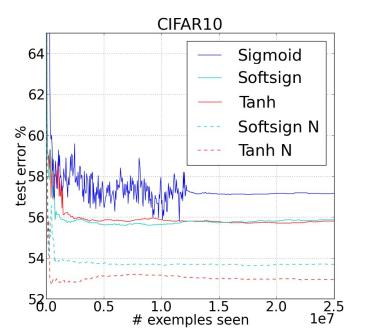 CIFAR10
test error %
64
62
60
58
56
54
52
Sigmoid
Softsign
Tanh
Softsign N
Tanh N
0.0 0.5 1.0 1.5 2.0 2.5
# exemples seen 1e7